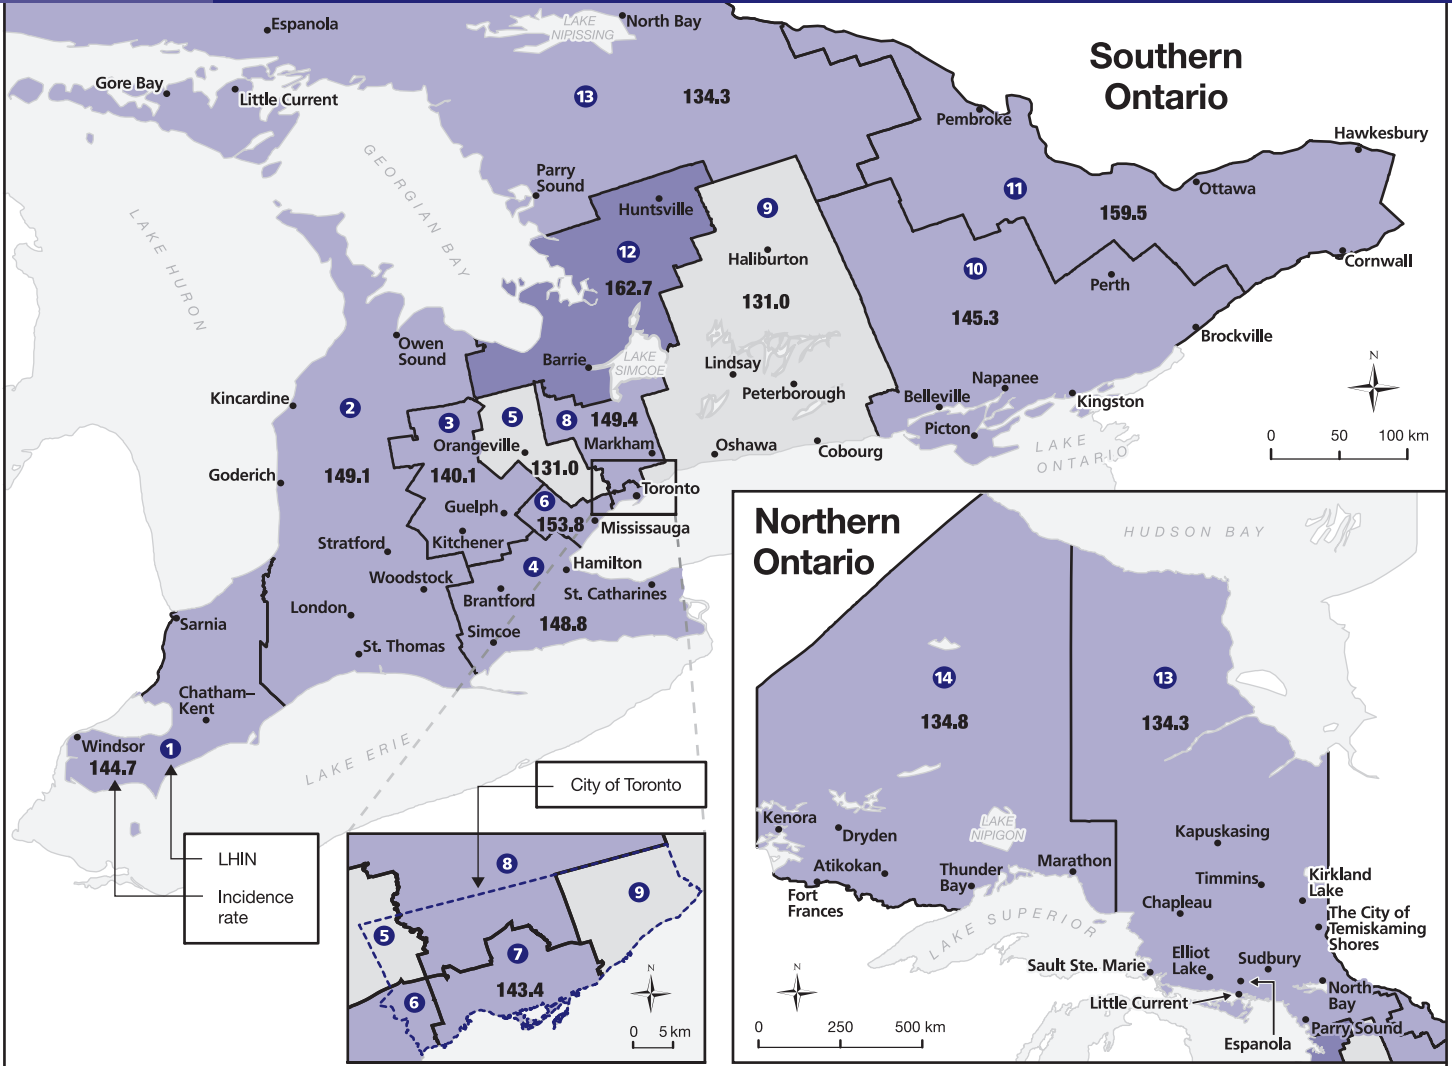 Southern
Ontario
Espanola
LAKE
NIPISSING
North Bay
Gore Bay
Little Current
13
134.3
Pembroke
Hawkesbury
GEORGIAN BAY
Parry
Sound
Huntsville
9
11
Ottawa
159.5
LAKE HURON
12
162.7
Haliburton
131.0
10
145.3
Perth
Cornwall
Brockville
Owen
Sound
Barrie
LAKE
SIMCOE
Lindsay
Peterborough
Napanee
Belleville
Kingston
Picton
N
0 50 100 km
Kincardine
2
3
5
8
149.4
Orangeville
Markham
Oshawa
Cobourg
LAKE
ONTARIO
Goderich
149.1
140.1
131.0
Toronto
Guelph
6
153.8
Mississauga
Stratford
Kitchener
4
Hamilton
Woodstock
Brantford
St. Catharines
London
Simcoe
148.8
Sarnia
St. Thomas
Chatham–
Kent
Windsor
1
144.7
LAKE ERIE
LHIN
Incidence
rate
City of Toronto
8
9
5
7
6
143.4
N
0 5 km
Northern
Ontario
HUDSON BAY
14
134.8
13
134.3
Kenora
Dryden
LAKE
NIPIGON
Kapuskasing
Atikokan
Thunder
Bay
Marathon
Timmins
Kirkland
Lake
Fort
Frances
Chapleau
The City of
Temiskaming
Shores
LAKE SUPERIOR
Elliot
Lake
Sudbury
Sault Ste. Marie
North
Bay
Little Current
Parry Sound
Espanola
N
0 250 500 km